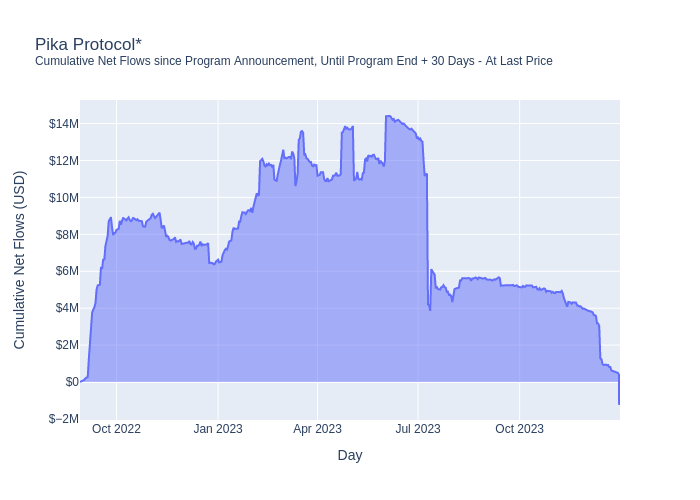 Pika Protocol*
Cumulative Net Flows since Program Announcement, Until Program End + 30 Days - At Last Price
Cumulative Net Flows (USD)
$14M
$12M
$10M
$8M
$6M
$4M
$2M
$0
$−2M
Oct 2022
Jan 2023
Apr 2023
Jul 2023
Oct 2023
Day